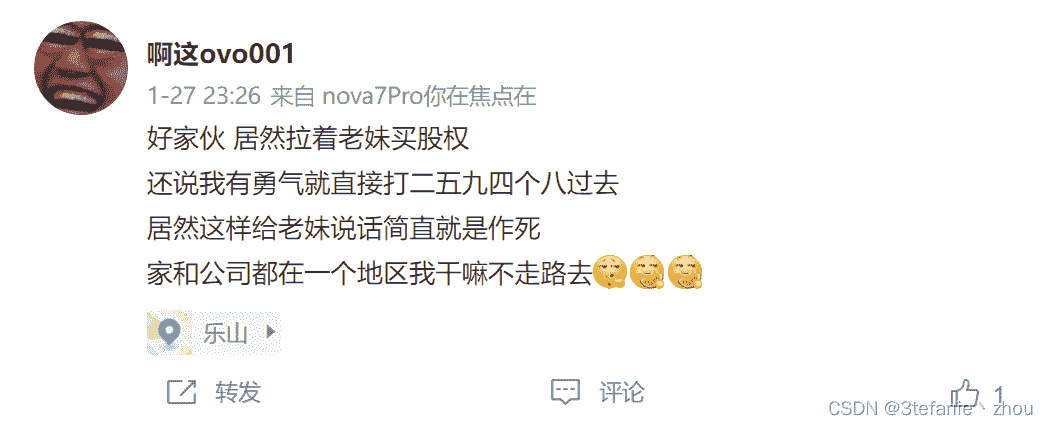 啊这ovo001
1-27 23:26 来自 nova7Pro你在焦点在
好家伙 居然拉着老妹买股权
还说我有勇气就直接打二五九四个八过去
居然这样给老妹说话简直就是作死
家和公司都在一个地区我干嘛不走路去
乐山
转发 评论 1
CSDN @3tefanie丶zhou